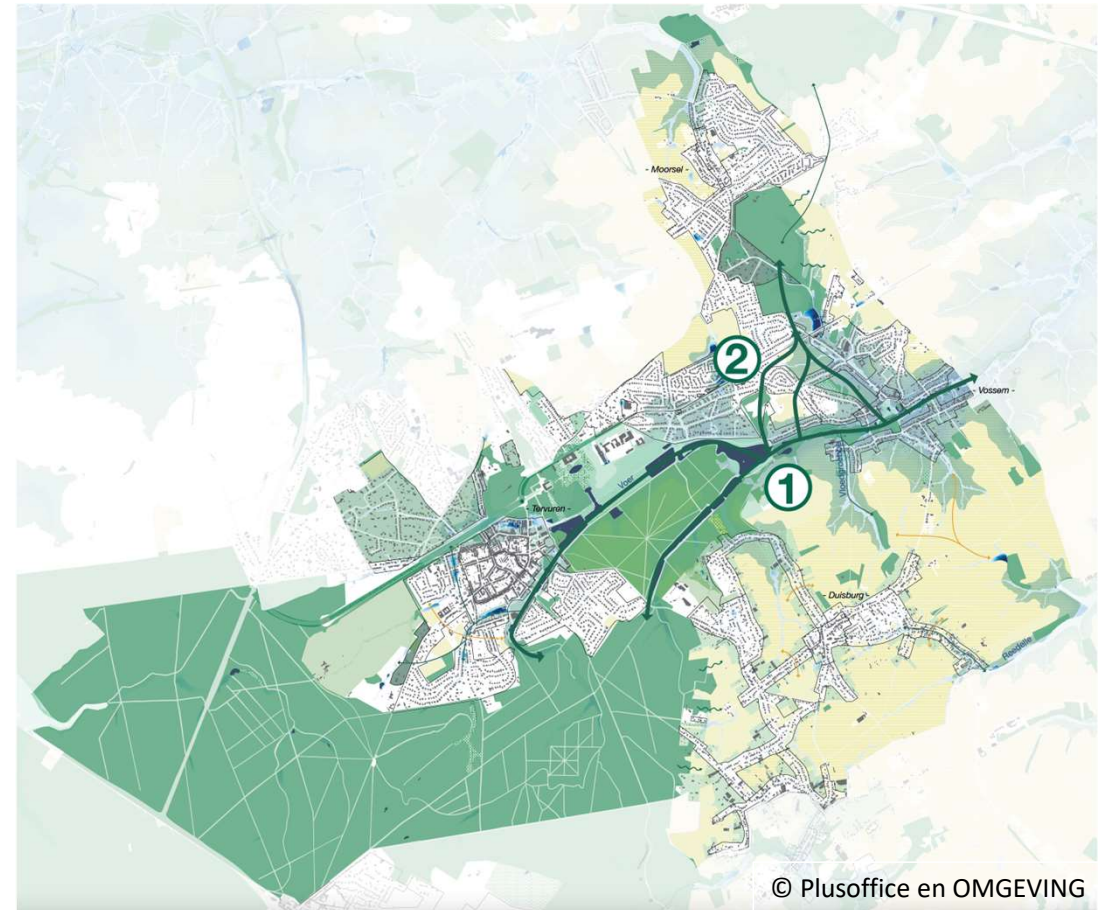 - Moorsel -
②
- Vossem -
Voer
①
- Tervuren -
- Duisburg -
© Plusoffice en OMGEVING